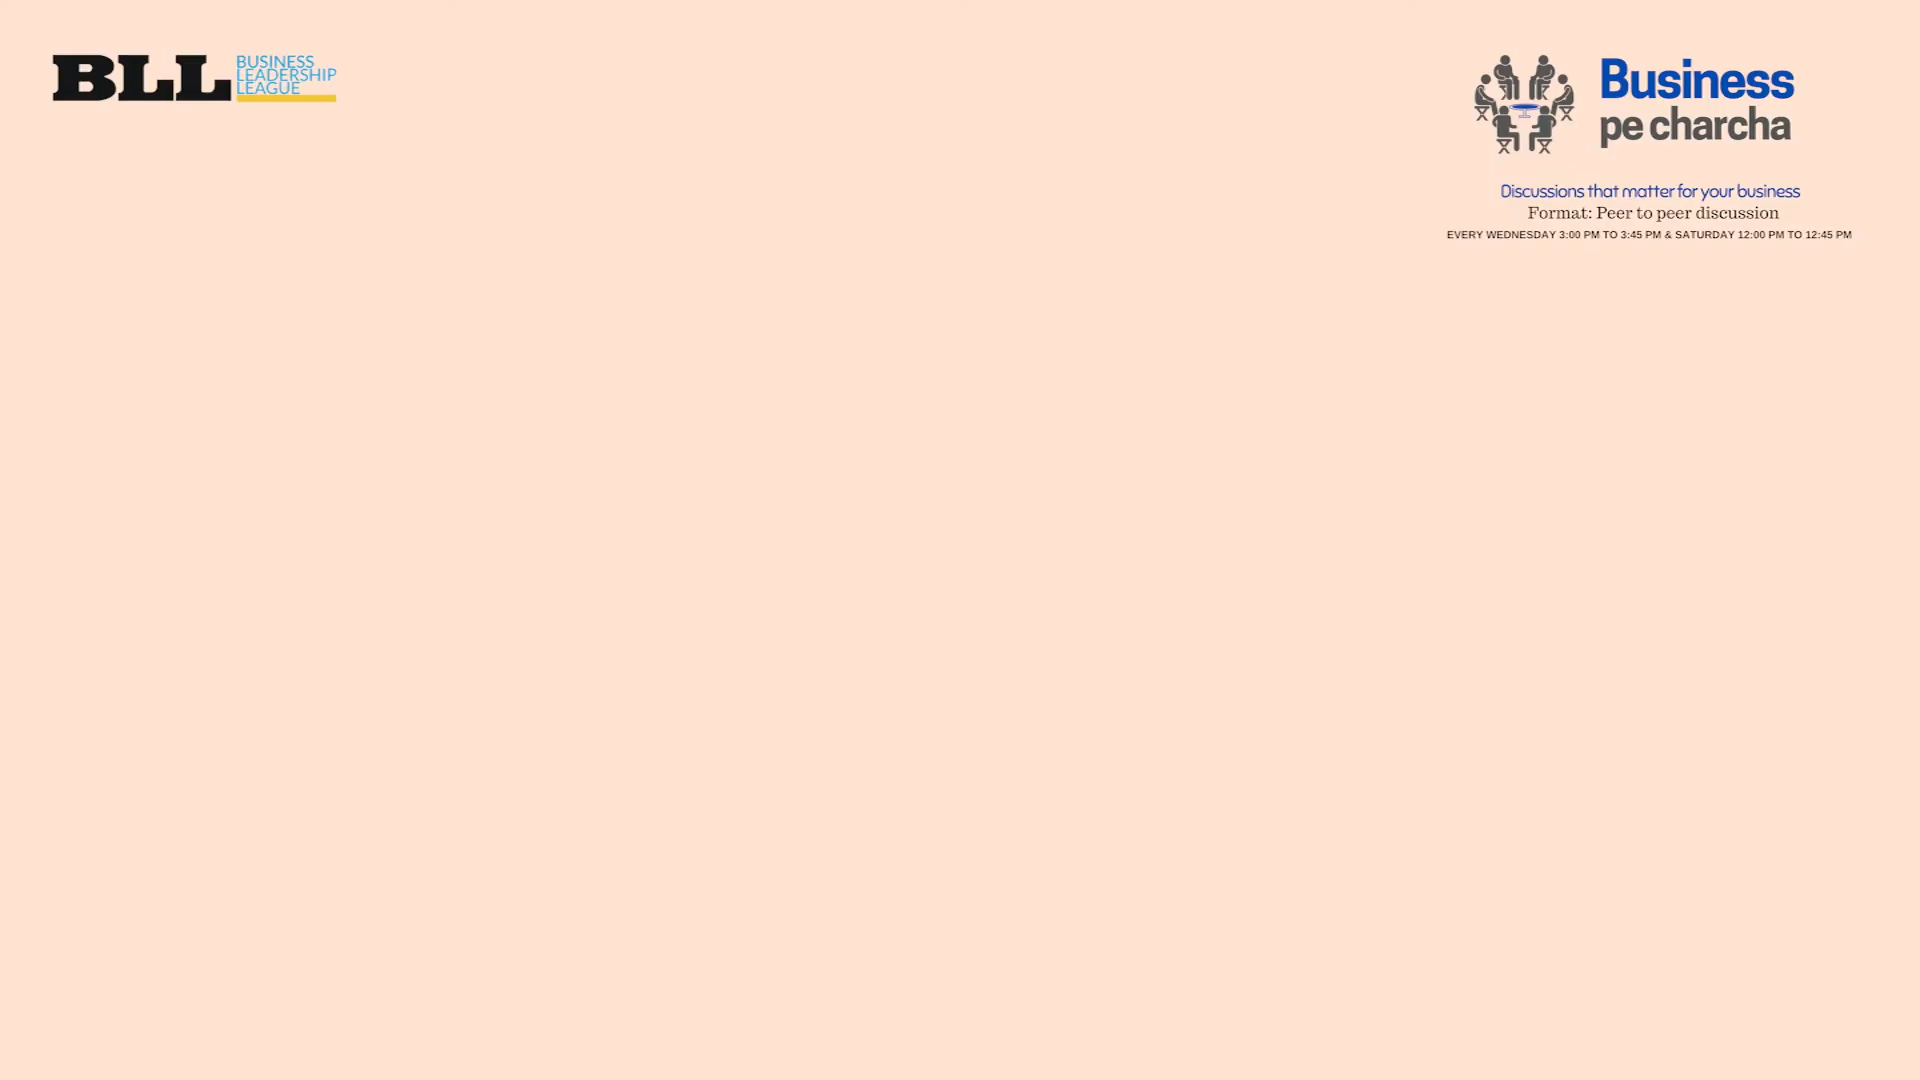 BLL
BUSINESS
LEADERSHIP
LEAGUE
Business
pe charcha
Discussions that matter for your business
Format: Peer to peer discussion
EVERY WEDNESDAY 3:00 PM TO 3:45 PM & SATURDAY 12:00 PM TO 12:45 PM